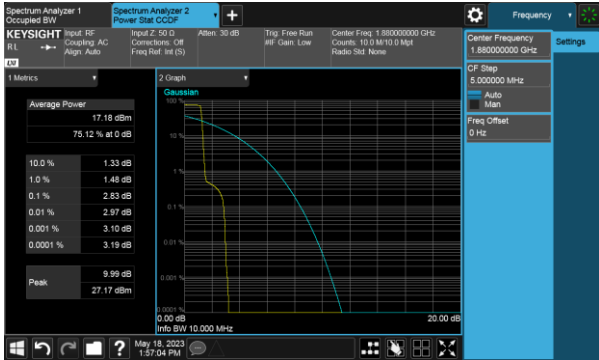 Spectrum Analyzer 1
Occupied BW
Spectrum Analyzer 2
Power Stat CCDF
+
Frequency
KEYSIGHT
RL
LXI
Input: RF
Coupling: AC
Align: Auto
Input Z: 50 Ω
Corrections: Off
Freq Ref: Int (S)
Atten: 30 dB
Trig: Free Run
#IF Gain: Low
Center Freq: 1.880000000 GHz
Counts: 10.0 M/10.0 Mpt
Radio Std: None
Center Frequency
1.880000000 GHz
Settings
CF Step
5.000000 MHz
Auto
Man
Freq Offset
0 Hz
1 Metrics
Average Power
17.18 dBm
75.12 % at 0 dB
10.0 % 1.33 dB
1.0 % 1.48 dB
0.1 % 2.83 dB
0.01 % 2.97 dB
0.001 % 3.10 dB
0.0001 % 3.19 dB
Peak
9.99 dB
27.17 dBm
2 Graph
Gaussian
100 %
10 %
1 %
0.1 %
0.01 %
0.001 %
0.0001 %
0.00 dB 20.00 dB
Info BW 10.000 MHz
?
May 18, 2023
1:57:04 PM